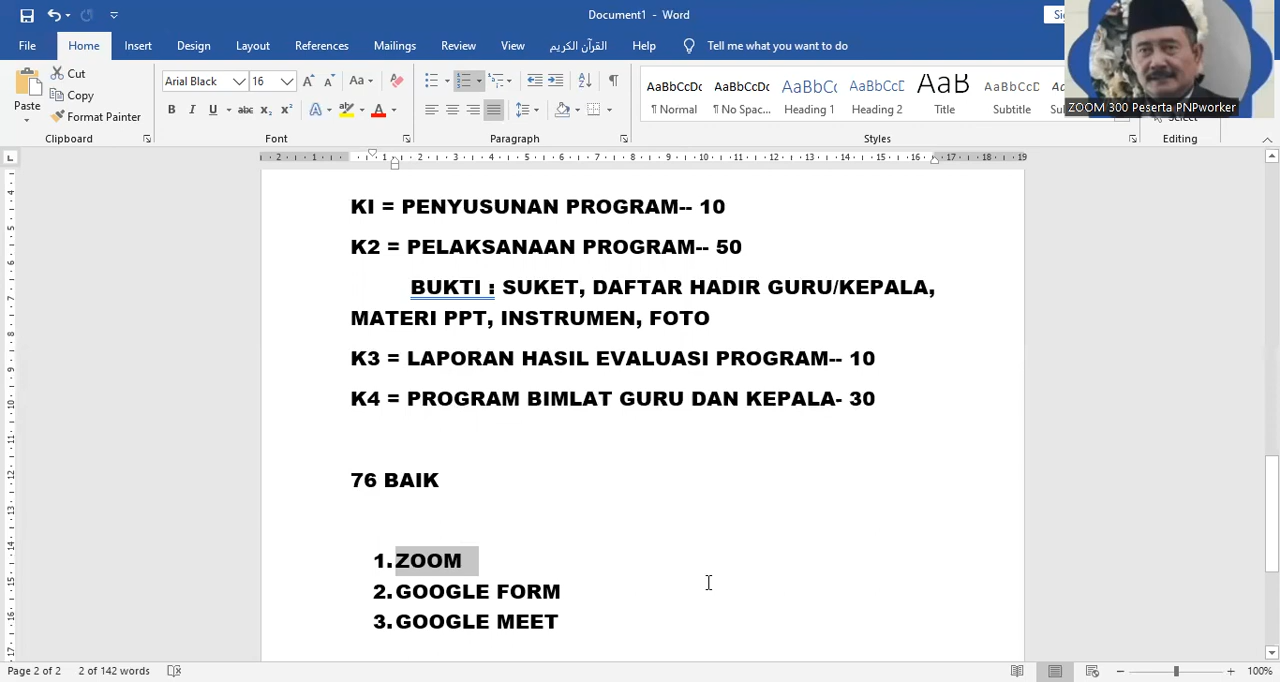 Document1 - Word
File Home Insert Design Layout References Mailings Review View القرآن الكريم Help Tell me what you want to do
Cut
Copy
Format Painter
Paste
Arial Black 16
AaBbCcDc AaBbCcDc AaBbCc AaBbCcD AaB AaBbCcD
¶ Normal ¶ No Spac... Heading 1 Heading 2 Title Subtitle
ZOOM 300 Peserta PNPworker
Select
Clipboard Font Paragraph Styles Editing
KI = PENYUSUNAN PROGRAM-- 10
K2 = PELAKSANAAN PROGRAM-- 50
BUKTI : SUKET, DAFTAR HADIR GURU/KEPALA,
MATERI PPT, INSTRUMEN, FOTO
K3 = LAPORAN HASIL EVALUASI PROGRAM-- 10
K4 = PROGRAM BIMLAT GURU DAN KEPALA- 30
76 BAIK
1. ZOOM
2. GOOGLE FORM
3. GOOGLE MEET
Page 2 of 2 2 of 142 words 100%